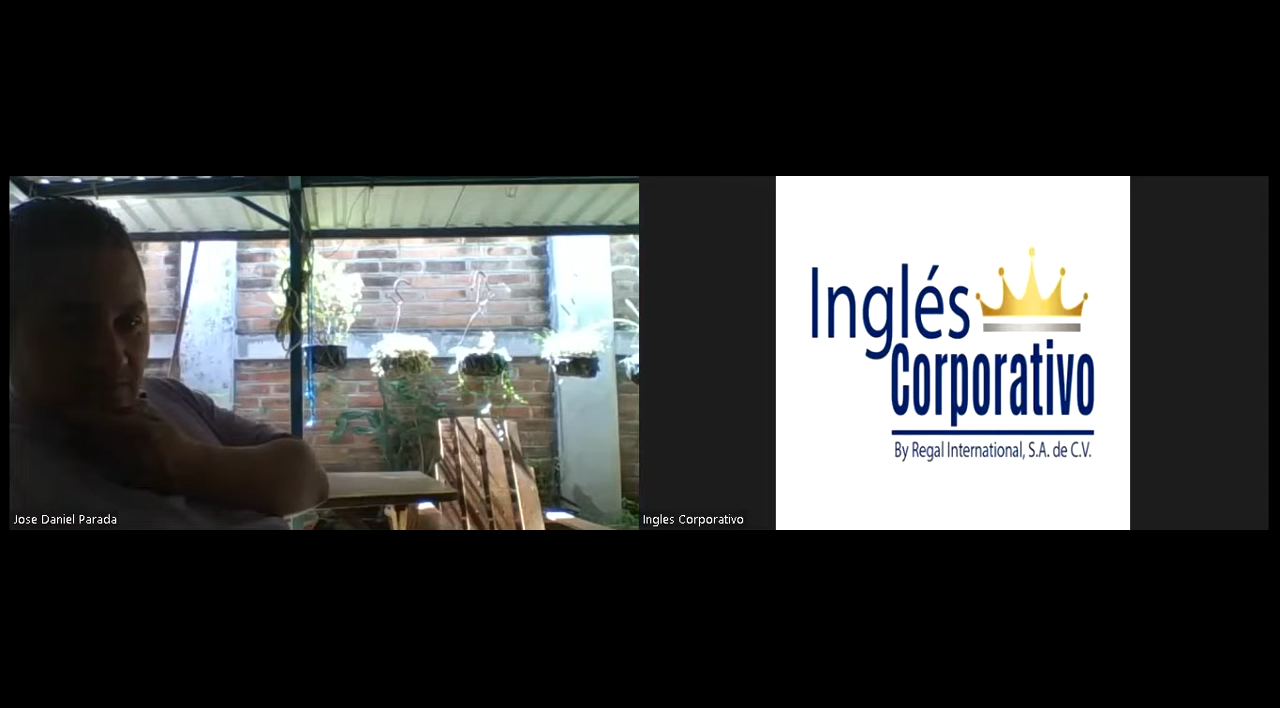 Inglés
Corporativo
By Regal International, S.A. de C.V.
Jose Daniel Parada
Ingles Corporativo